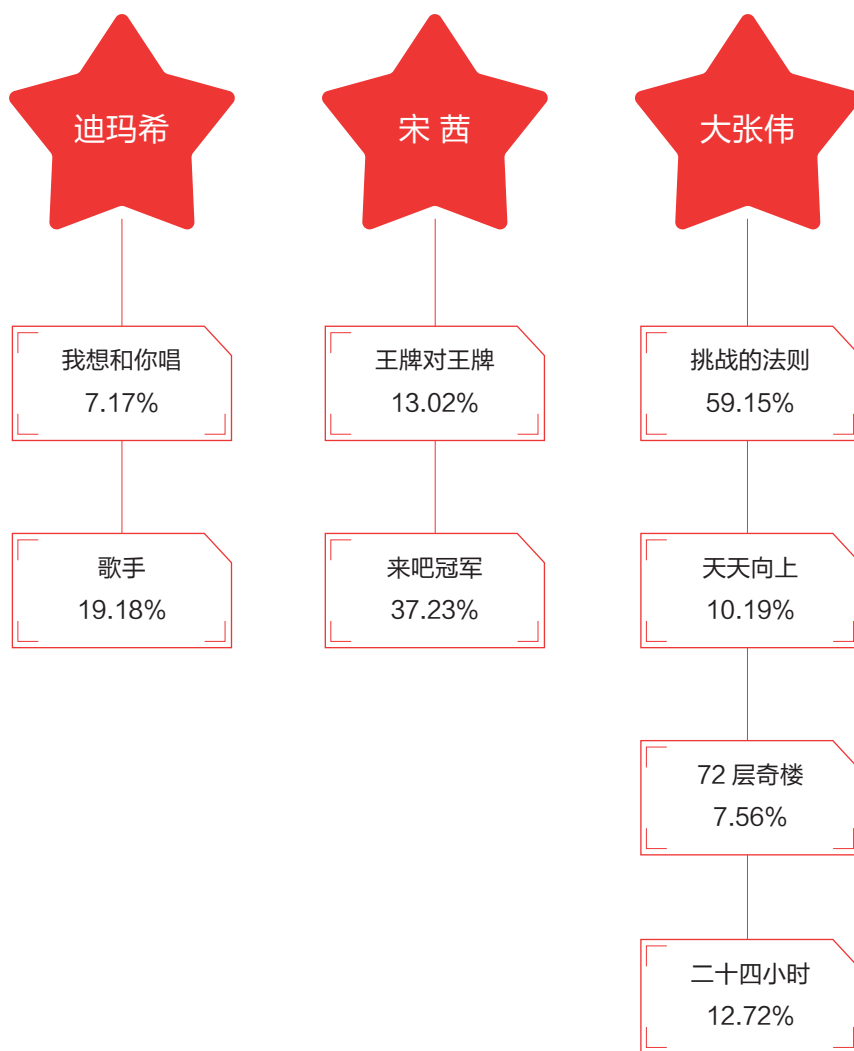 迪玛希
宋 茜
大张伟
我想和你唱
7.17%
王牌对王牌
13.02%
挑战的法则
59.15%
歌手
19.18%
来吧冠军
37.23%
天天向上
10.19%
72 层奇楼
7.56%
二十四小时
12.72%